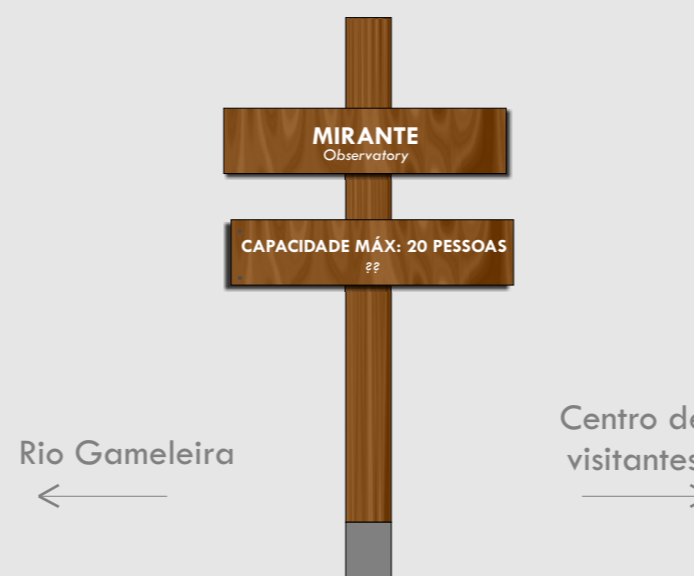 MIRANTE
Observatory
CAPACIDADE MÁX: 20 PESSOAS
??
Rio Gameleira
Centro de
visitantes